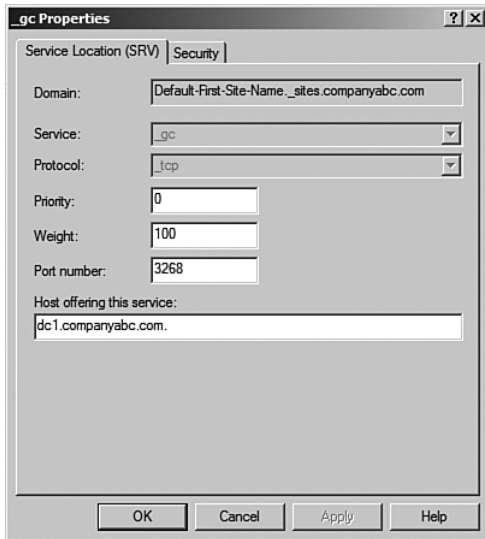 _gc Properties
Service Location (SRV) Security
Domain: Default-First-Site-Name._sites.companyabc.com
Service: _gc
Protocol: _tcp
Priority: 0
Weight: 100
Port number: 3268
Host offering this service:
dc1.companyabc.com.
OK Cancel Apply Help